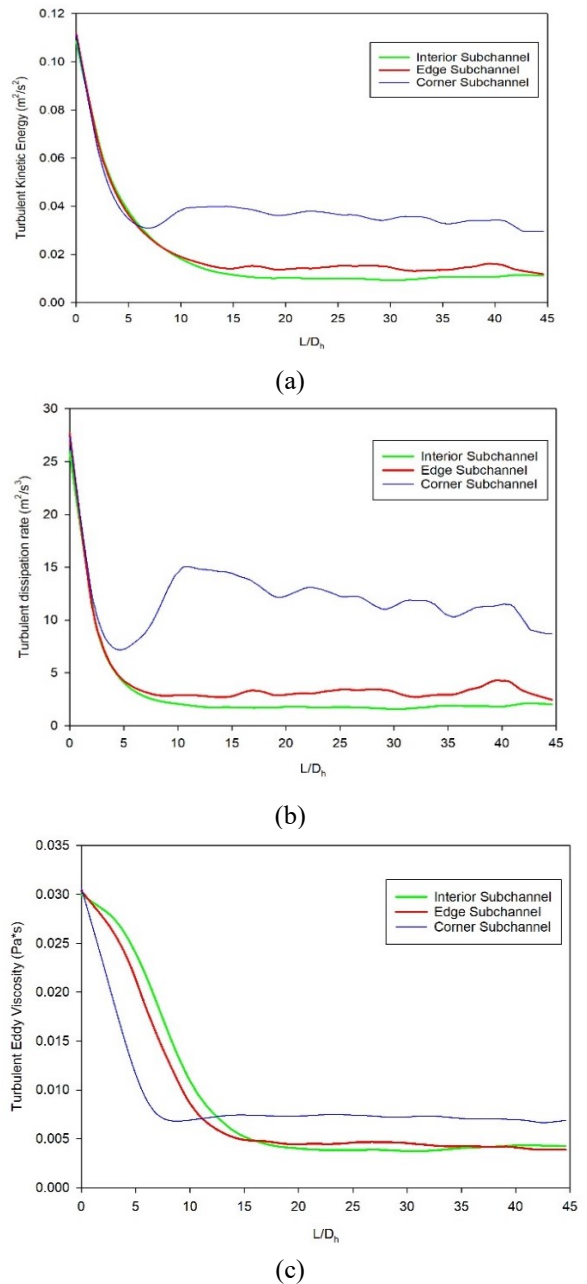 0.12
0.10
0.08
0.06
0.04
0.02
0.00
Turbulent Kinetic Energy (m²/s²)
Interior Subchannel
Edge Subchannel
Corner Subchannel
0 5 10 15 20 25 30 35 40 45
L/Dₕ
(a)
30
25
20
15
10
5
0
Turbulent dissipation rate (m²/s³)
Interior Subchannel
Edge Subchannel
Corner Subchannel
0 5 10 15 20 25 30 35 40 45
L/Dₕ
(b)
0.035
0.030
0.025
0.020
0.015
0.010
0.005
0.000
Turbulent Eddy Viscosity (Pa*s)
Interior Subchannel
Edge Subchannel
Corner Subchannel
0 5 10 15 20 25 30 35 40 45
L/Dₕ
(c)